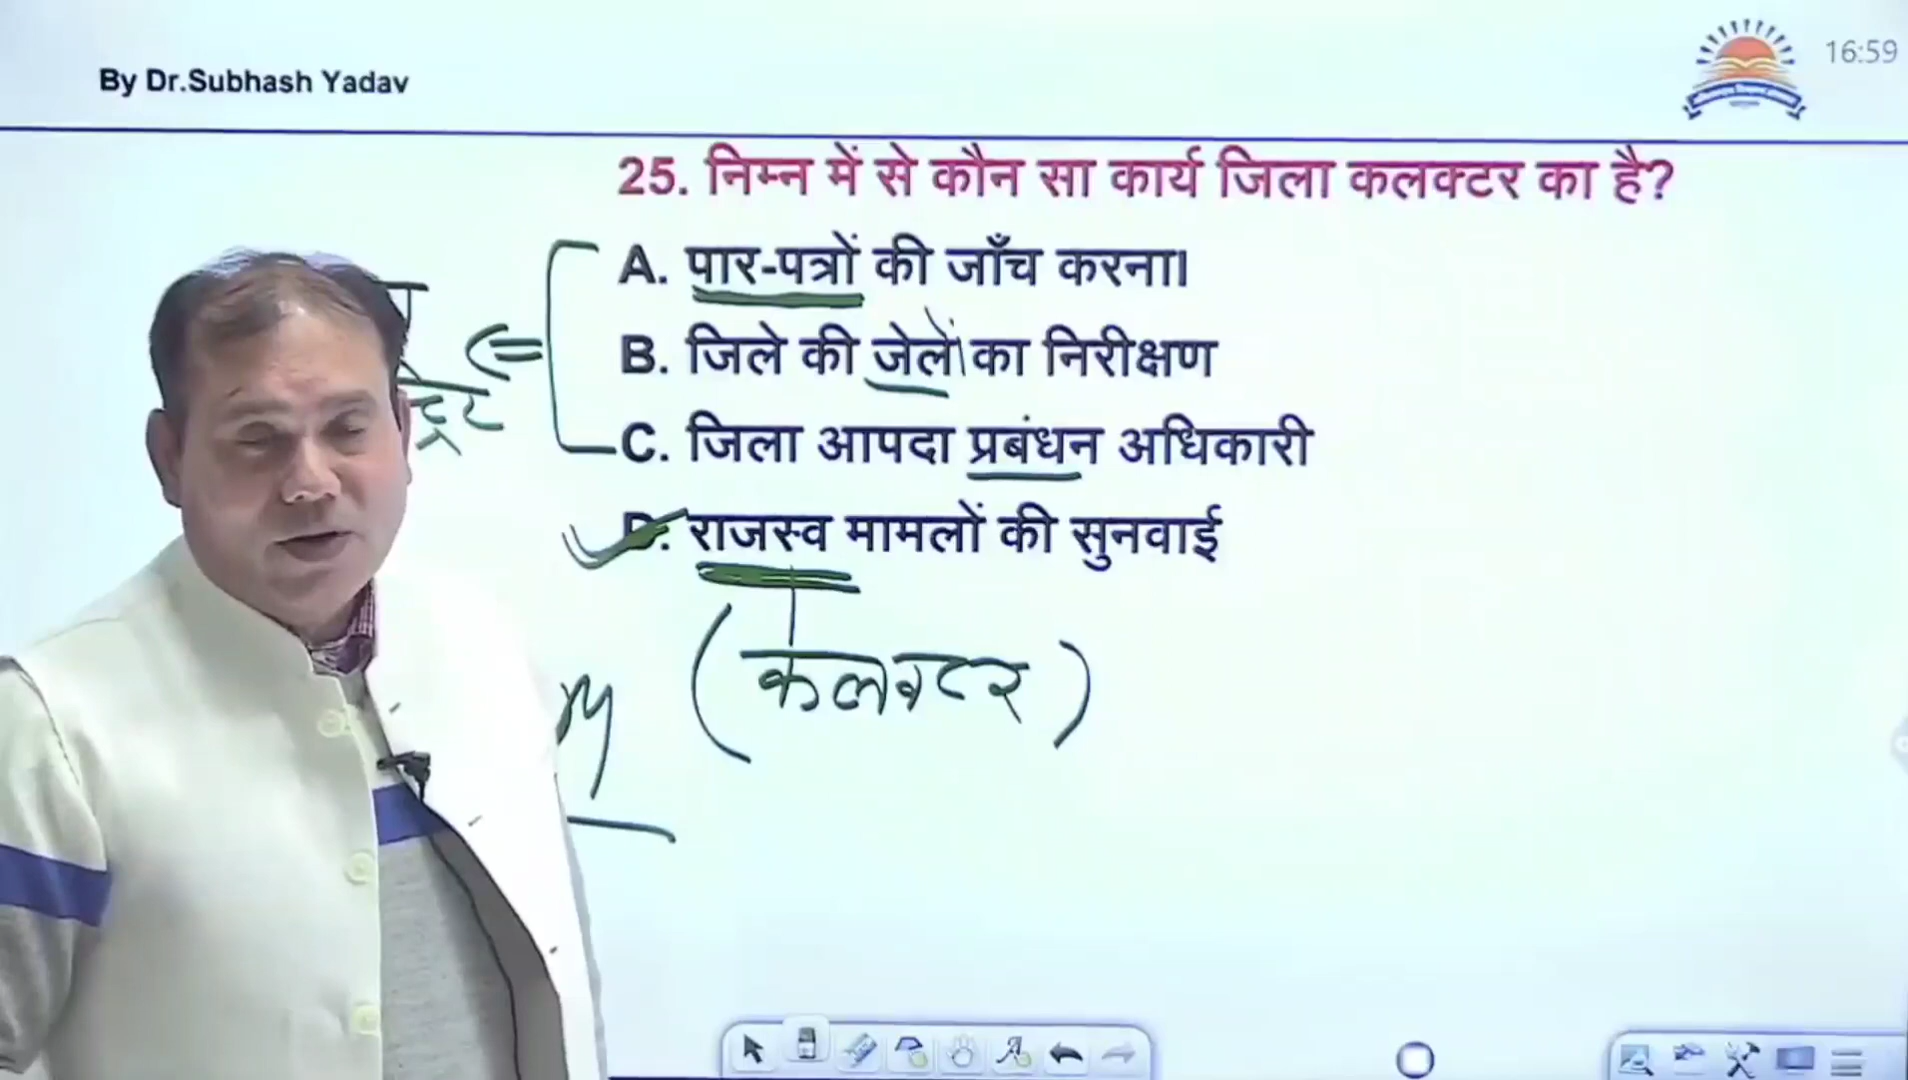 By Dr.Subhash Yadav
16:59
25. निम्न में से कौन सा कार्य जिला कलक्टर का है?
A. पार-पत्रों की जाँच करना।
B. जिले की जेलों का निरीक्षण
C. जिला आपदा प्रबंधन अधिकारी
D. राजस्व मामलों की सुनवाई
(कलक्टर)